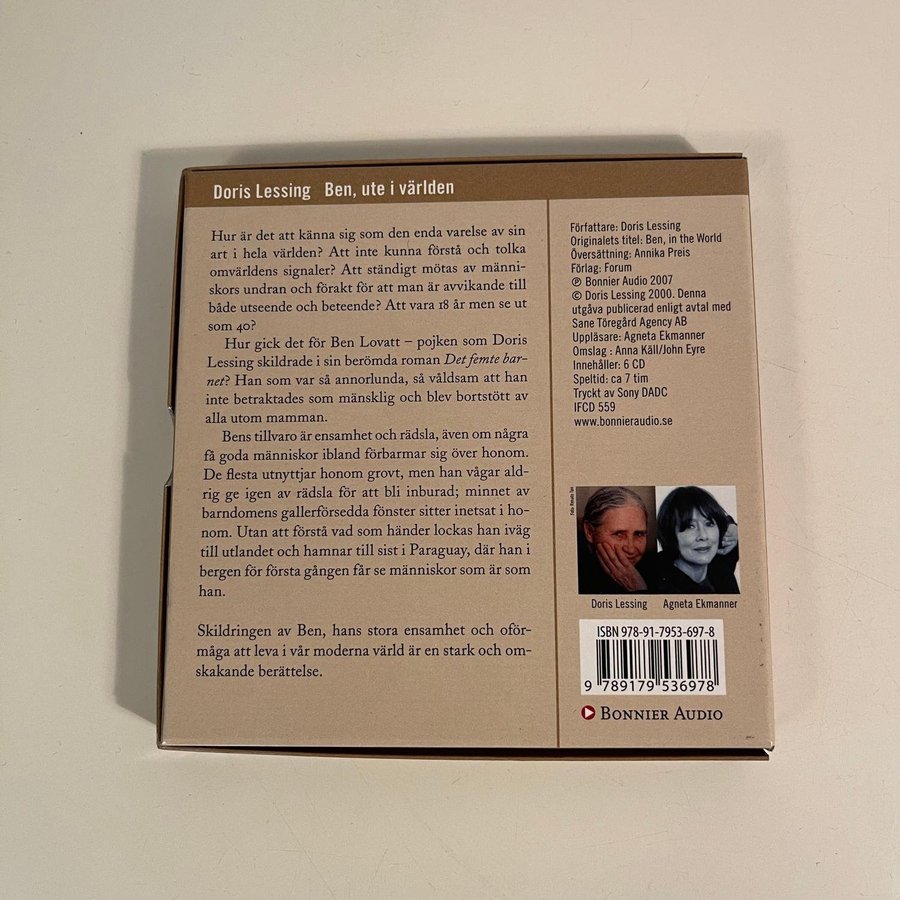 Doris Lessing Ben, ute i världen
Hur är det att känna sig som den enda varelse av sin
art i hela världen? Att inte kunna förstå och tolka
omvärldens signaler? Att ständigt mötas av männi-
skors undran och förakt för att man är avvikande till
både utseende och beteende? Att vara 18 år men se ut
som 40?
Hur gick det för Ben Lovatt – pojken som Doris
Lessing skildrade i sin berömda roman Det femte bar-
net? Han som var så annorlunda, så våldsam att han
inte betraktades som mänsklig och blev bortstött av
alla utom mamman.
Bens tillvaro är ensamhet och rädsla, även om några
få goda människor ibland förbarmar sig över honom.
De flesta utnyttjar honom grovt, men han vågar ald-
rig ge igen av rädsla för att bli inburad; minnet av
barndomens gallerförsedda fönster sitter inetsat i ho-
nom. Utan att förstå vad som händer lockas han iväg
till utlandet och hamnar till sist i Paraguay, där han i
bergen för första gången får se människor som är som
han.
Skildringen av Ben, hans stora ensamhet och oför-
måga att leva i vår moderna värld är en stark och om-
skakande berättelse.
Författare: Doris Lessing
Originalets titel: Ben, in the World
Översättning: Annika Preis
Förlag: Forum
℗ Bonnier Audio 2007
© Doris Lessing 2000. Denna
utgåva publicerad enligt avtal med
Sane Töregård Agency AB
Uppläsare: Agneta Ekmanner
Omslag : Anna Käll/John Eyre
Innehåller: 6 CD
Speltid: ca 7 tim
Tryckt av Sony DADC
IFCD 559
www.bonnieraudio.se
Doris Lessing Agneta Ekmanner
ISBN 978-91-7953-697-8
9 789179 536978
BONNIER AUDIO